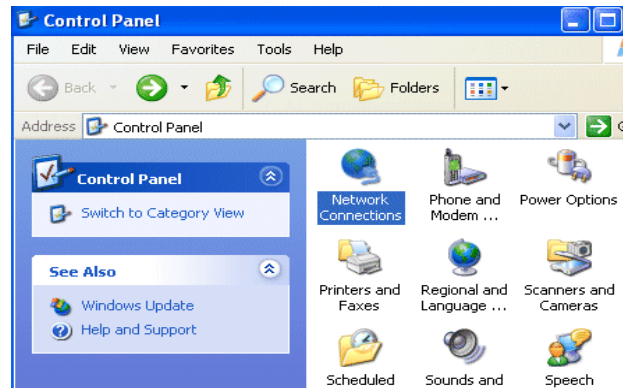 Control Panel
File Edit View Favorites Tools Help
Back Search Folders
Address Control Panel
Control Panel
Switch to Category View
See Also
Windows Update
Help and Support
Network Connections
Phone and Modem ...
Power Options
Printers and Faxes
Regional and Language ...
Scanners and Cameras
Scheduled
Sounds and
Speech